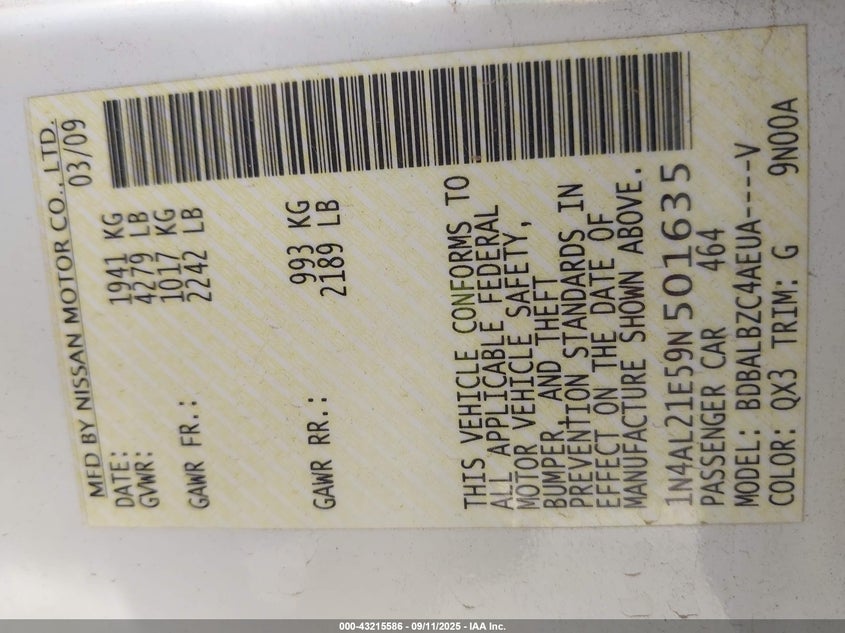 MFD BY NISSAN MOTOR CO., LTD.
DATE: 03/09
GVWR: 1941 KG
4279 LB
GAWR FR.: 1017 KG
2242 LB
GAWR RR.: 993 KG
2189 LB
THIS VEHICLE CONFORMS TO
ALL APPLICABLE FEDERAL
MOTOR VEHICLE SAFETY,
BUMPER, AND THEFT
PREVENTION STANDARDS IN
EFFECT ON THE DATE OF
MANUFACTURE SHOWN ABOVE.
1N4AL21E59N501635
PASSENGER CAR 464
MODEL: BDBALBZC4AEUA----V
COLOR: QX3 TRIM: G 9N00A
000-43215586 - 09/11/2025 - IAA Inc.